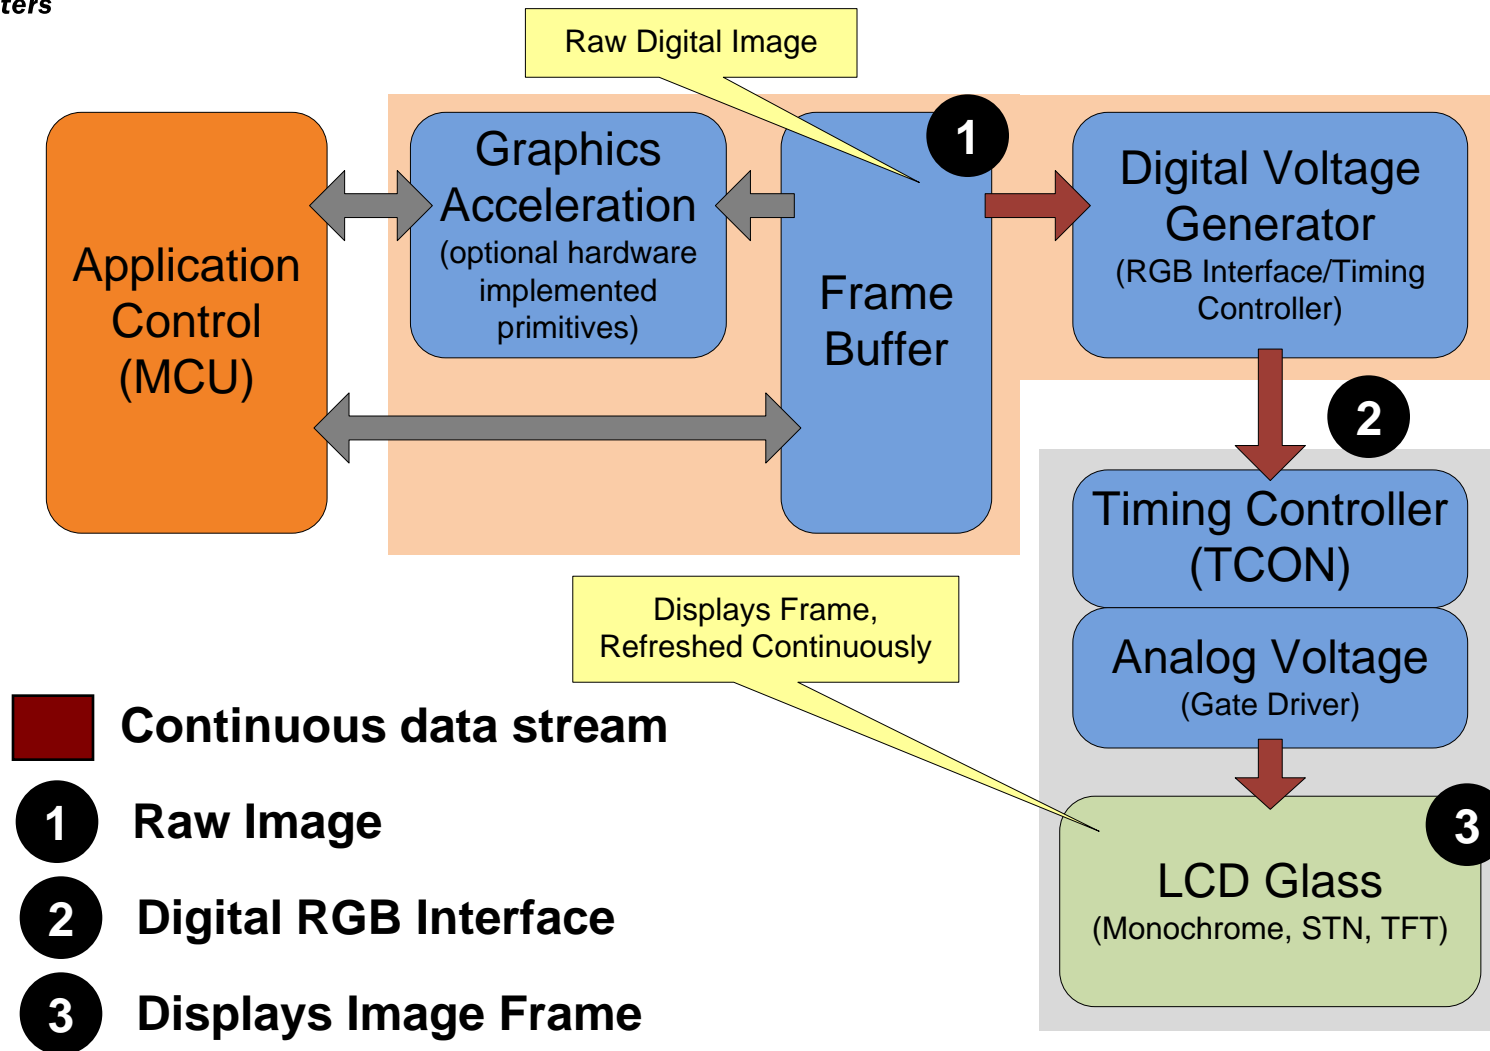 Raw Digital Image
1
Graphics
Acceleration
(optional hardware
implemented
primitives)
Digital Voltage
Generator
(RGB Interface/Timing
Controller)
Application
Control
(MCU)
Frame
Buffer
2
Timing Controller
(TCON)
Displays Frame,
Refreshed Continuously
Analog Voltage
(Gate Driver)
3
LCD Glass
(Monochrome, STN, TFT)
Continuous data stream
1 Raw Image
2 Digital RGB Interface
3 Displays Image Frame